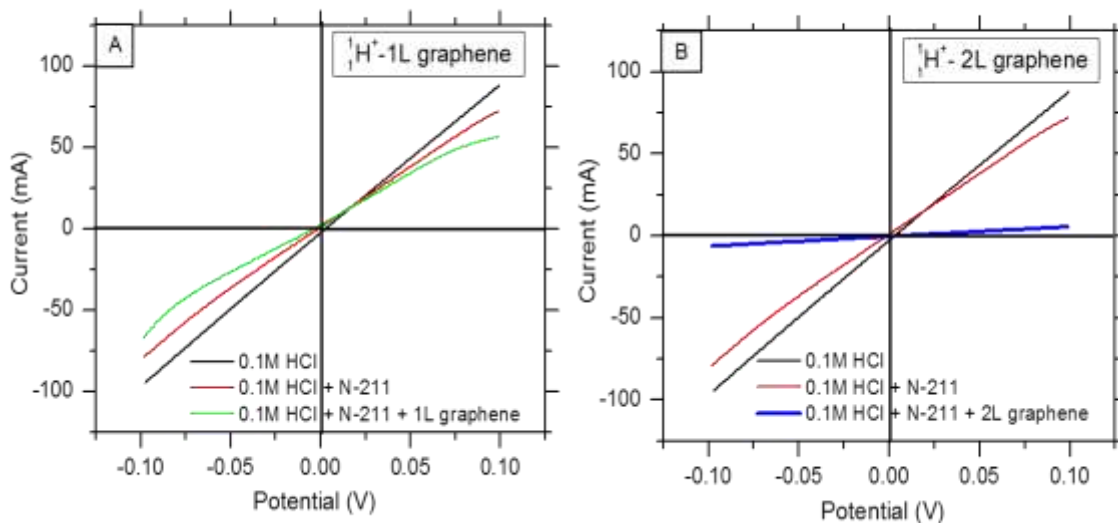 A
¹₁H⁺-1L graphene
100
50
0
-50
-100
Current (mA)
0.1M HCl
0.1M HCl + N-211
0.1M HCl + N-211 + 1L graphene
-0.10 -0.05 0.00 0.05 0.10
Potential (V)
B
¹₁H⁺- 2L graphene
100
50
0
-50
-100
Current (mA)
0.1M HCl
0.1M HCl + N-211
0.1M HCl + N-211 + 2L graphene
-0.10 -0.05 0.00 0.05 0.10
Potential (V)